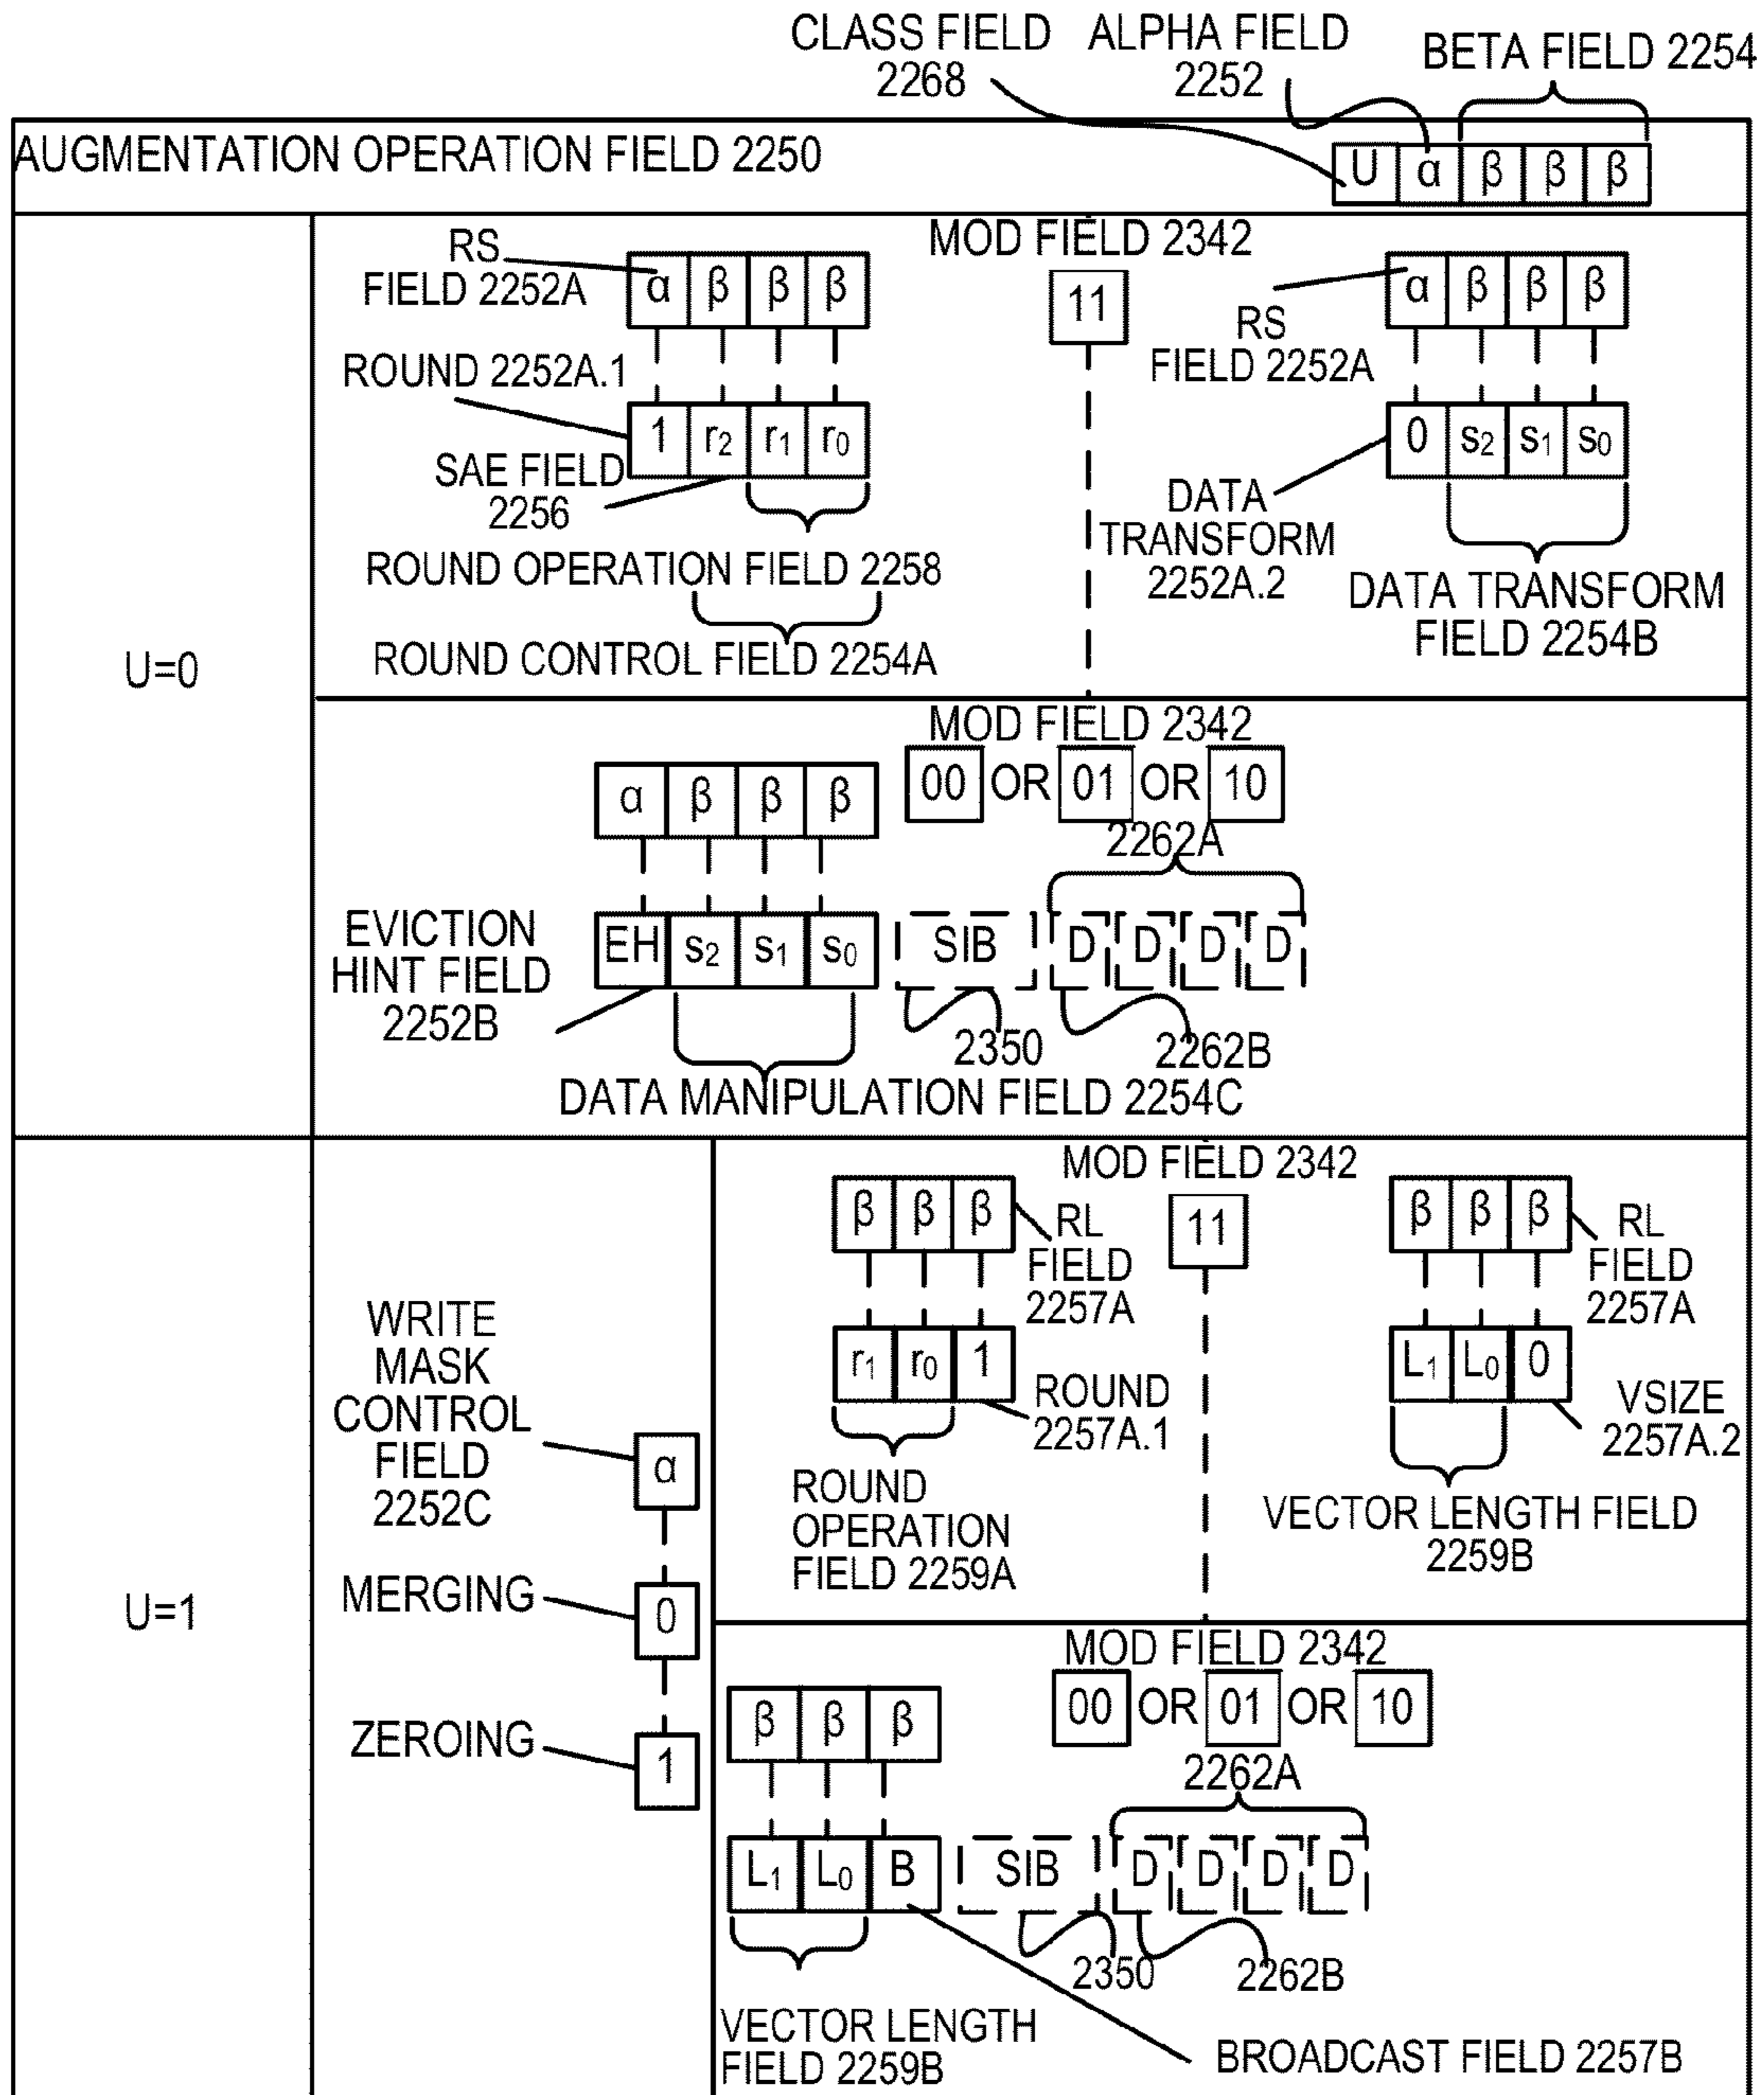 CLASS FIELD
2268
ALPHA FIELD
2252
BETA FIELD 2254
AUGMENTATION OPERATION FIELD 2250
U α β β β
U=0
MOD FIELD 2342
11
RS
FIELD 2252A
α β β β
ROUND 2252A.1
1 r₂ r₁ r₀
SAE FIELD
2256
ROUND OPERATION FIELD 2258
ROUND CONTROL FIELD 2254A
α β β β
RS
FIELD 2252A
0 s₂ s₁ s₀
DATA
TRANSFORM
2252A.2
DATA TRANSFORM
FIELD 2254B
MOD FIELD 2342
00 OR 01 OR 10
α β β β
2262A
EVICTION
HINT FIELD
2252B
EH s₂ s₁ s₀ SIB D D D D
2350
2262B
DATA MANIPULATION FIELD 2254C
U=1
WRITE
MASK
CONTROL
FIELD
2252C
α
MERGING
0
ZEROING
1
MOD FIELD 2342
11
β β β
RL
FIELD
2257A
r₁ r₀ 1
ROUND
2257A.1
ROUND
OPERATION
FIELD 2259A
β β β
RL
FIELD
2257A
L₁ L₀ 0
VSIZE
2257A.2
VECTOR LENGTH FIELD
2259B
MOD FIELD 2342
00 OR 01 OR 10
β β β
2262A
L₁ L₀ B SIB D D D D
2350
2262B
VECTOR LENGTH
FIELD 2259B
BROADCAST FIELD 2257B